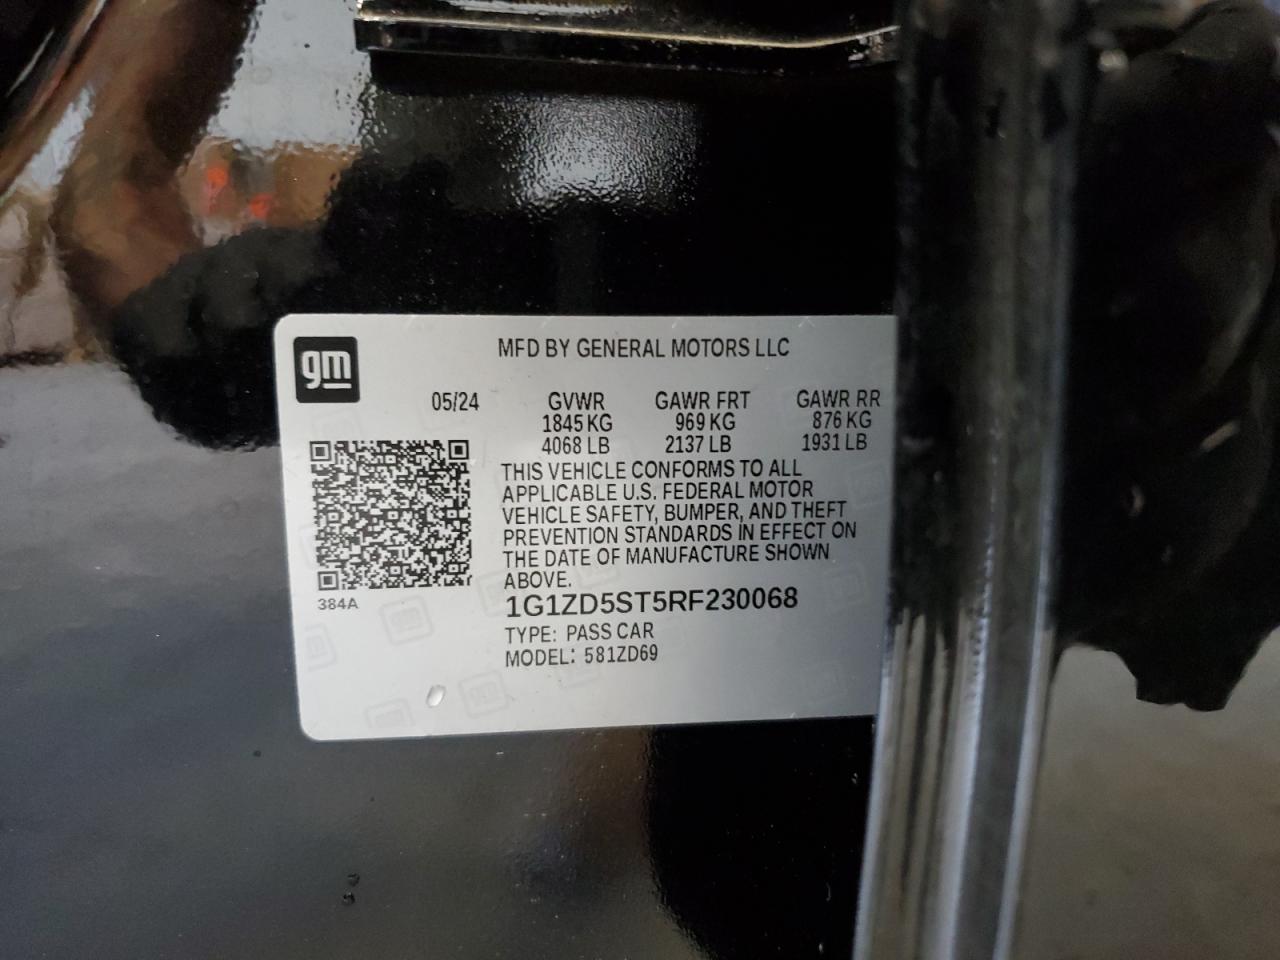 gm
MFD BY GENERAL MOTORS LLC
05/24 GVWR GAWR FRT GAWR RR
1845 KG 969 KG 876 KG
4068 LB 2137 LB 1931 LB
THIS VEHICLE CONFORMS TO ALL
APPLICABLE U.S. FEDERAL MOTOR
VEHICLE SAFETY, BUMPER, AND THEFT
PREVENTION STANDARDS IN EFFECT ON
THE DATE OF MANUFACTURE SHOWN
ABOVE.
384A
1G1ZD5ST5RF230068
TYPE: PASS CAR
MODEL: 581ZD69